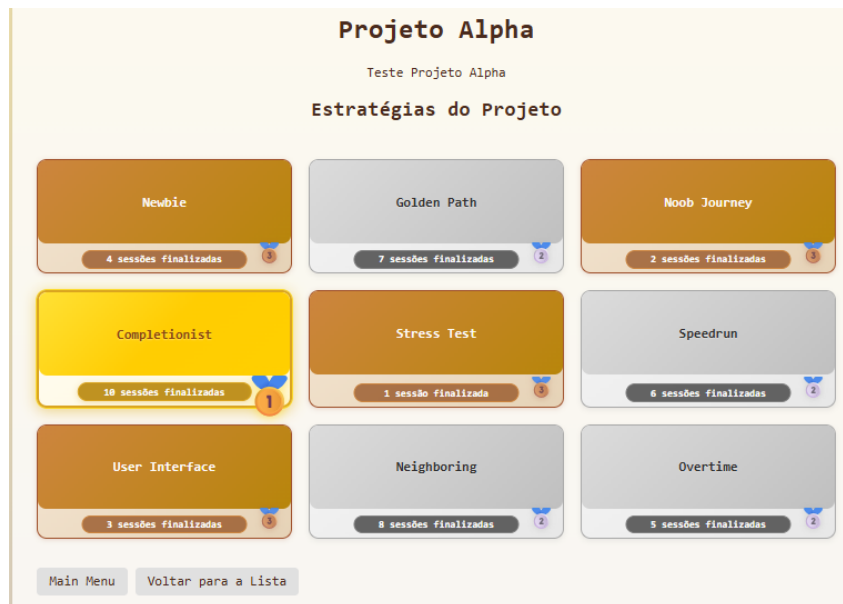 Projeto Alpha
Teste Projeto Alpha
Estratégias do Projeto
Newbie
4 sessões finalizadas
3
Golden Path
7 sessões finalizadas
2
Noob Journey
2 sessões finalizadas
3
Completionist
10 sessões finalizadas
1
Stress Test
1 sessão finalizada
3
Speedrun
6 sessões finalizadas
2
User Interface
3 sessões finalizadas
3
Neighboring
8 sessões finalizadas
2
Overtime
5 sessões finalizadas
2
Main Menu
Voltar para a Lista